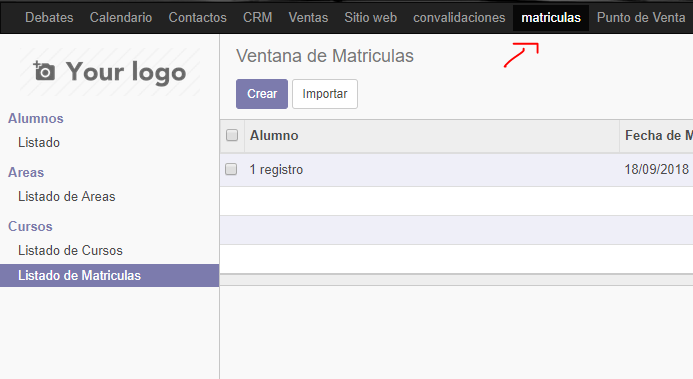 Debates Calendario Contactos CRM Ventas Sitio web convalidaciones matriculas Punto de Venta
Your logo
Ventana de Matriculas
Crear Importar
Alumnos
Listado
Areas
Listado de Areas
Cursos
Listado de Cursos
Listado de Matriculas
Alumno Fecha de M
1 registro 18/09/2018